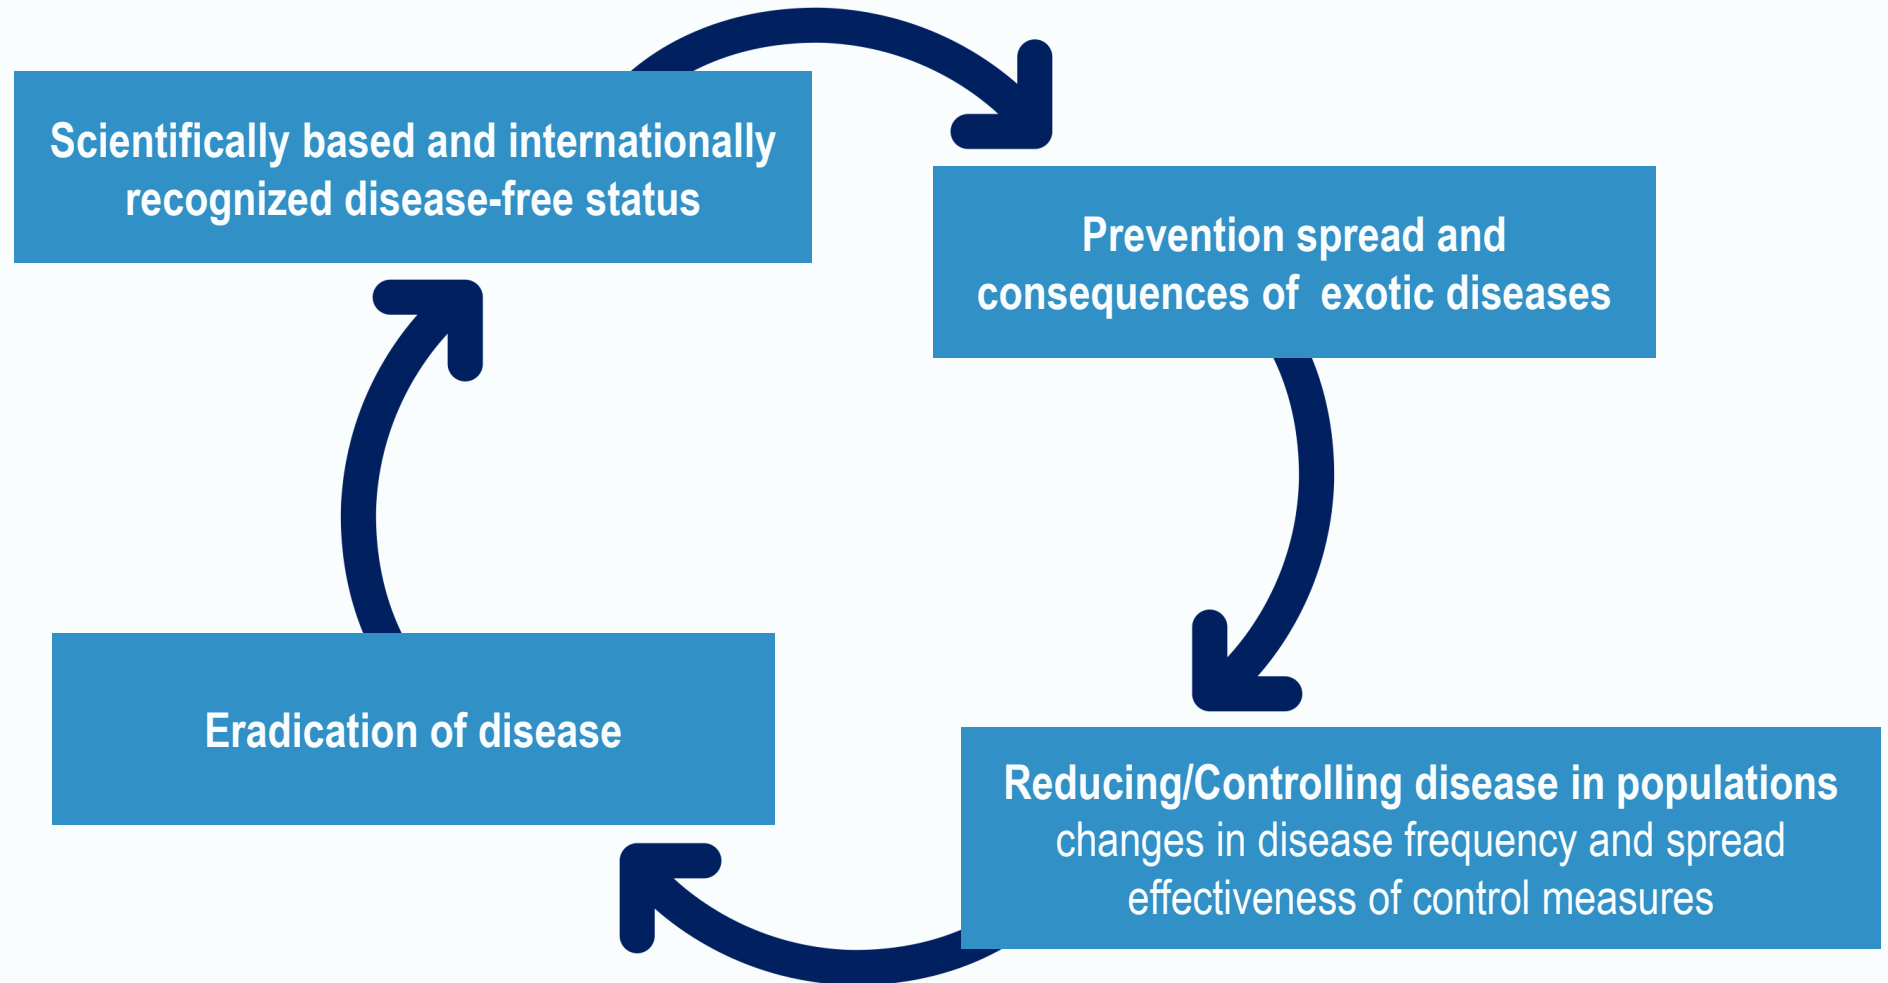 Scientifically based and internationally
recognized disease-free status
Prevention spread and
consequences of  exotic diseases
Eradication of disease
Reducing/Controlling disease in populations
changes in disease frequency and spread
effectiveness of control measures